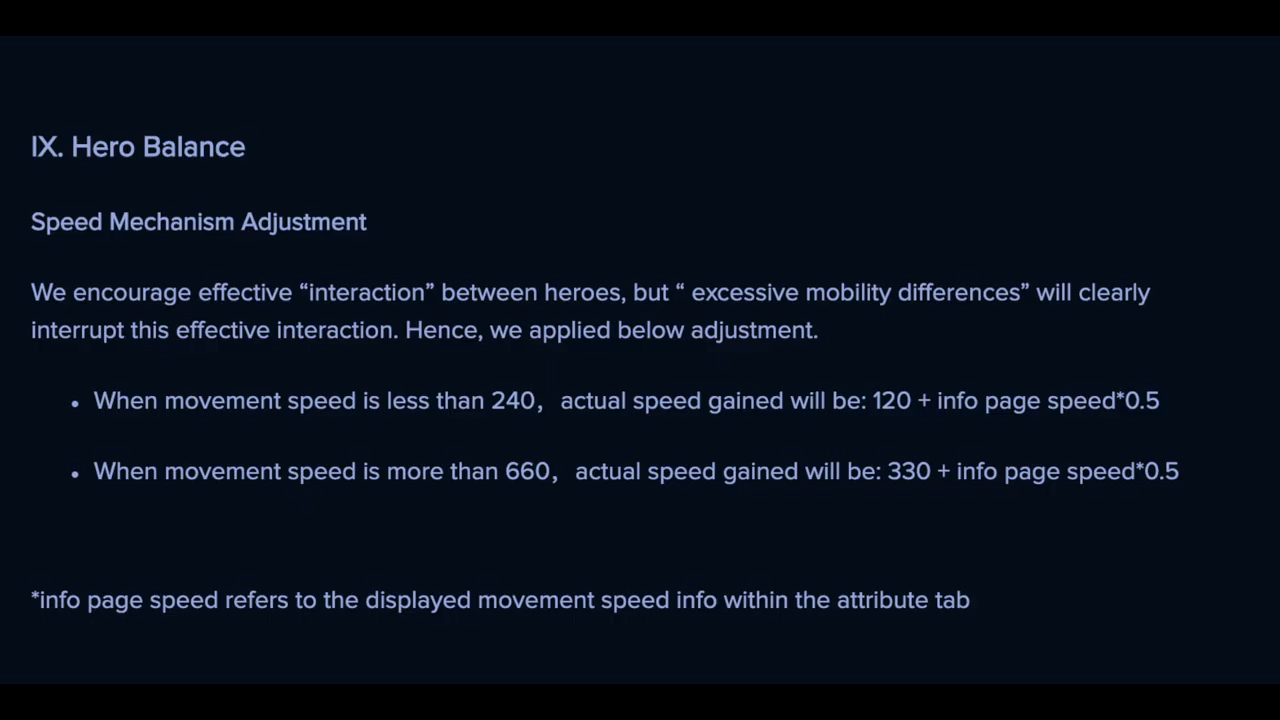 IX. Hero Balance
Speed Mechanism Adjustment
We encourage effective “interaction” between heroes, but “ excessive mobility differences” will clearly
interrupt this effective interaction. Hence, we applied below adjustment.
• When movement speed is less than 240， actual speed gained will be: 120 + info page speed*0.5
• When movement speed is more than 660， actual speed gained will be: 330 + info page speed*0.5
*info page speed refers to the displayed movement speed info within the attribute tab